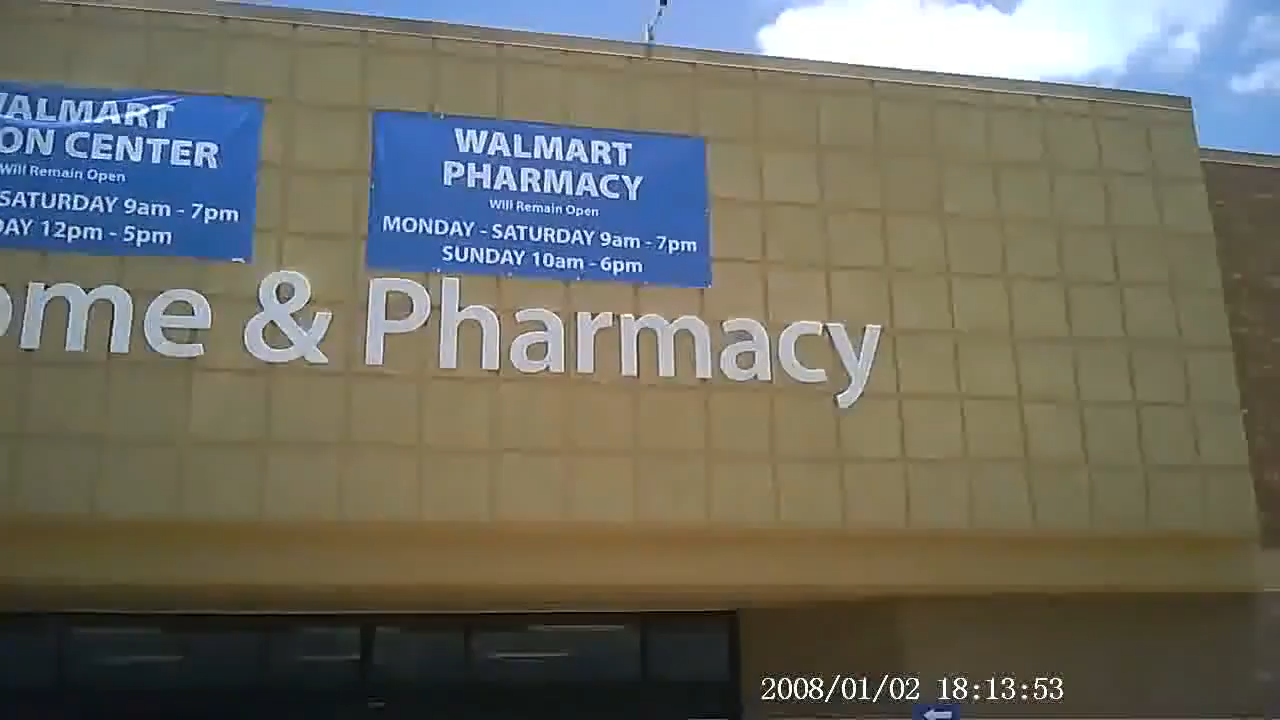 WALMART
ON CENTER
Will Remain Open
SATURDAY 9am - 7pm
DAY 12pm - 5pm
WALMART
PHARMACY
Will Remain Open
MONDAY - SATURDAY 9am - 7pm
SUNDAY 10am - 6pm
ome & Pharmacy
2008/01/02 18:13:53